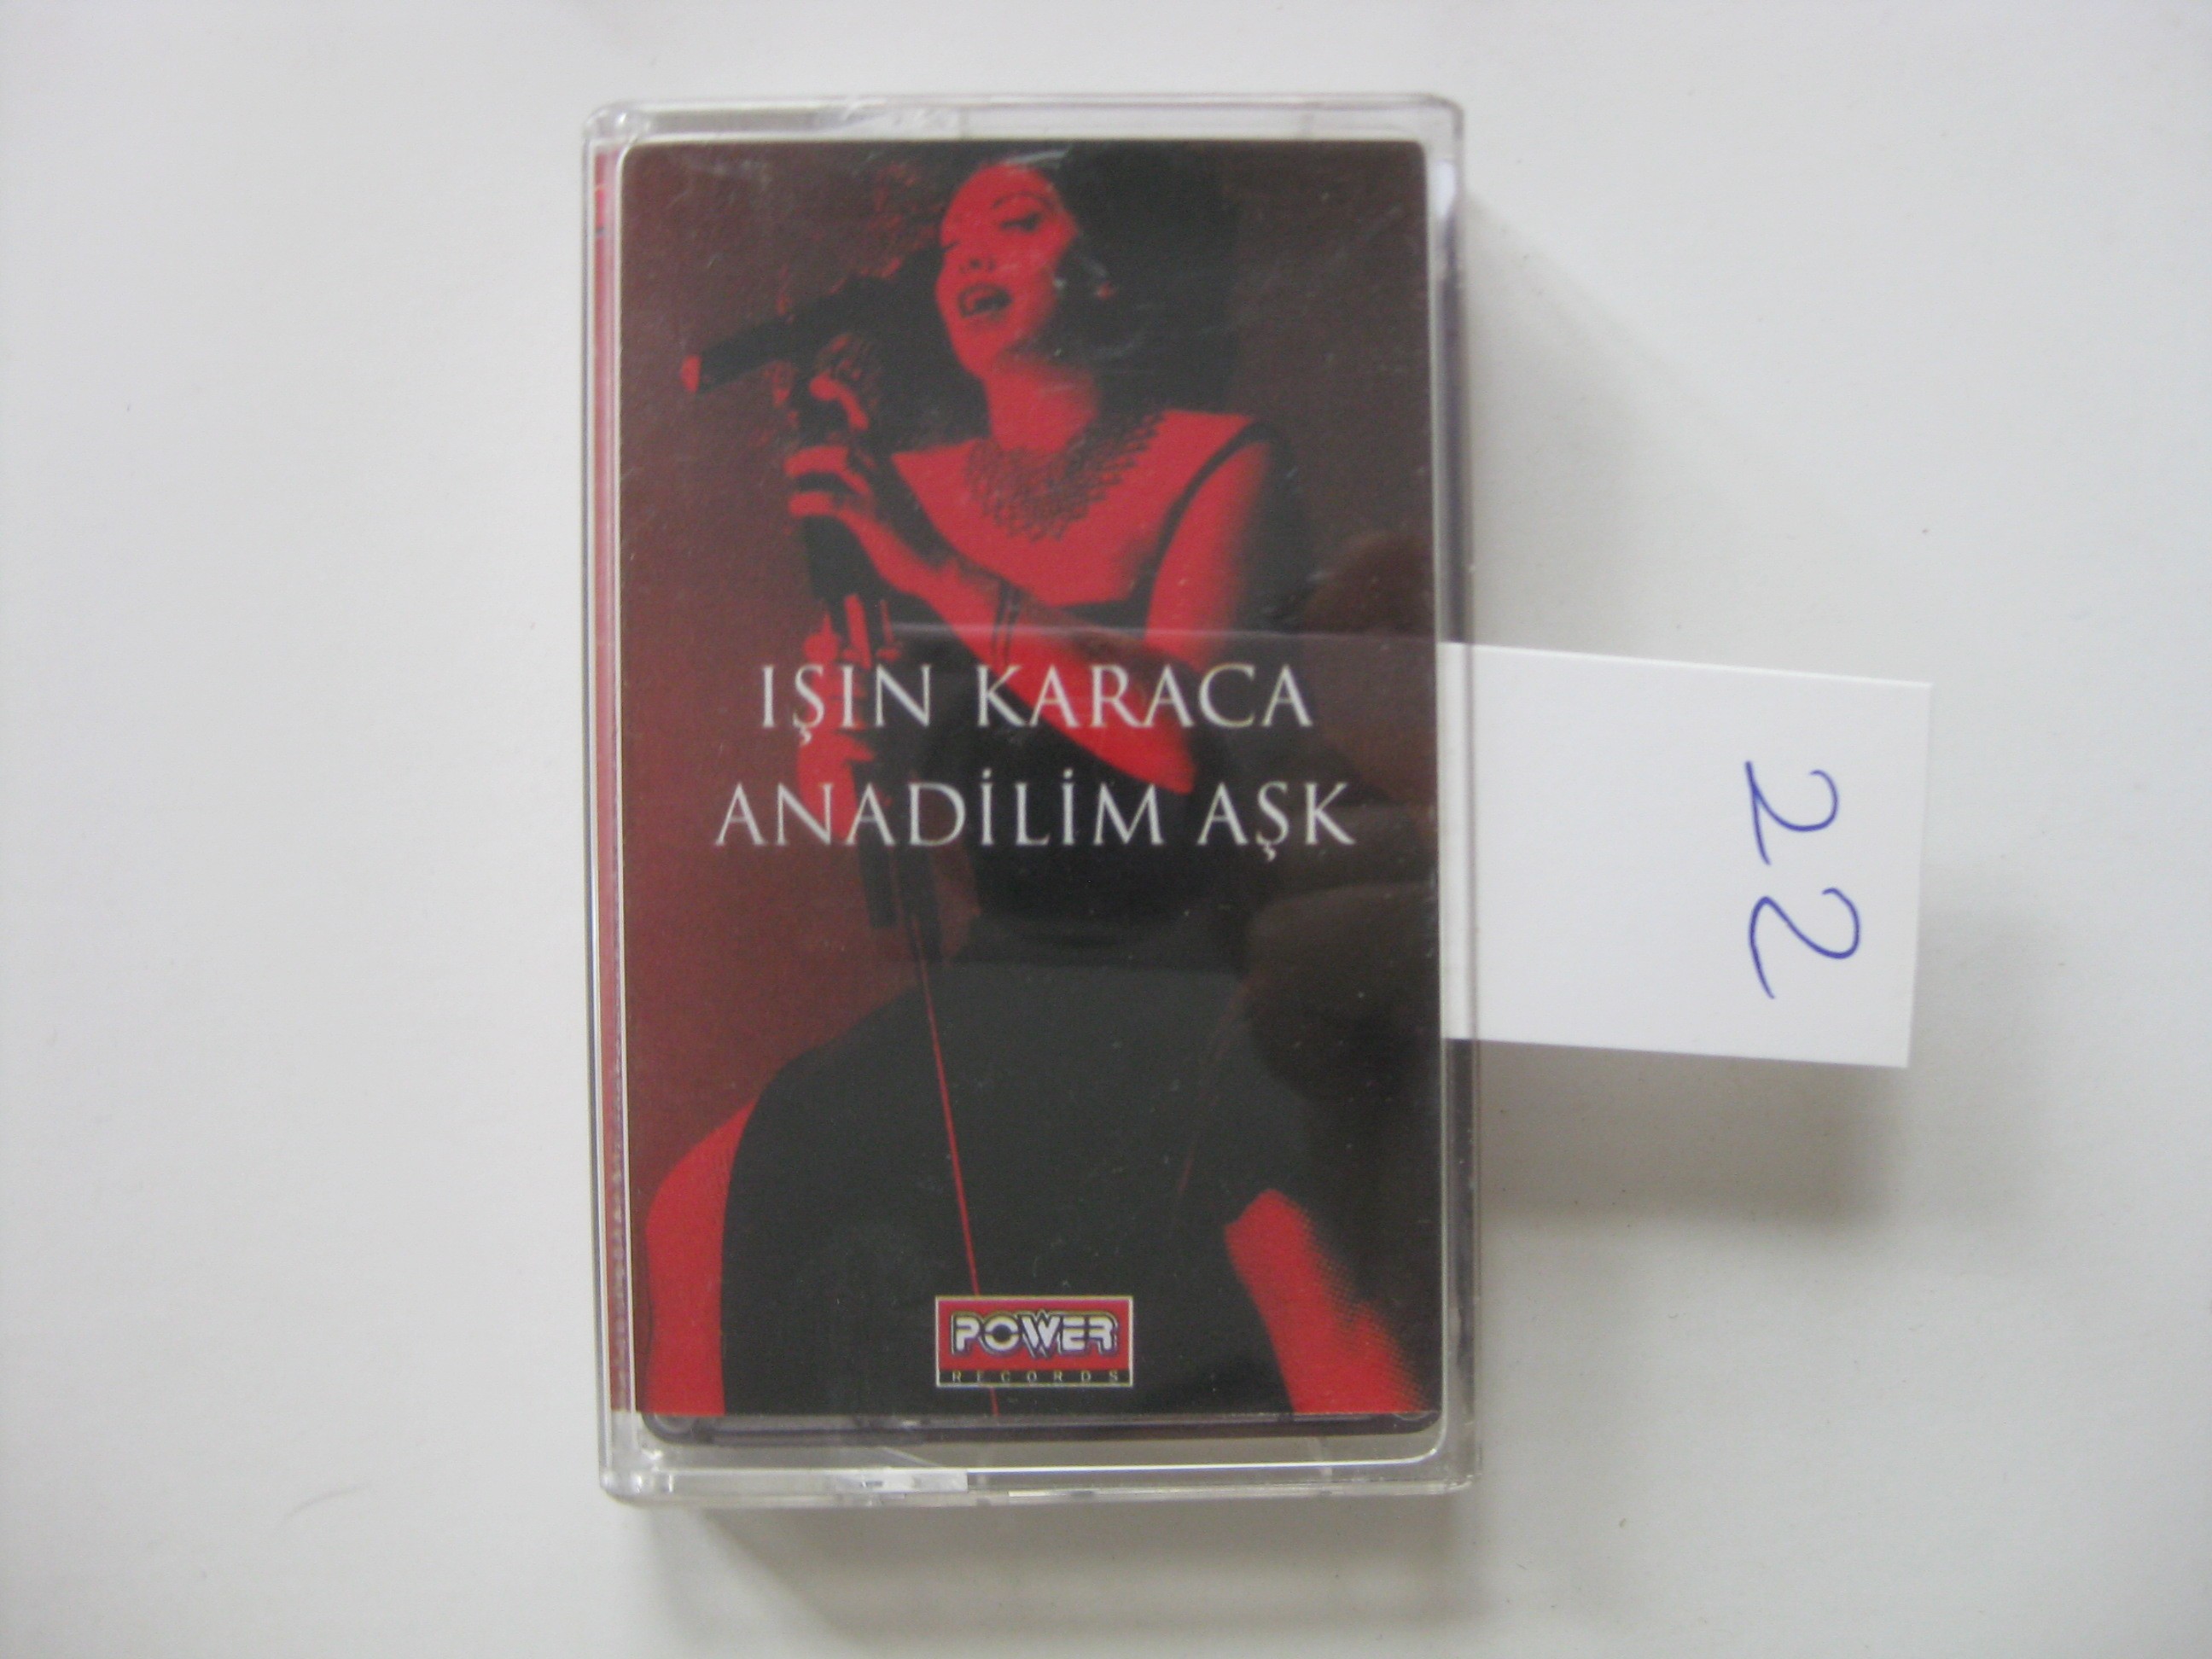 IŞIN KARACA
ANADİLİM AŞK
22
POWER
RECORDS